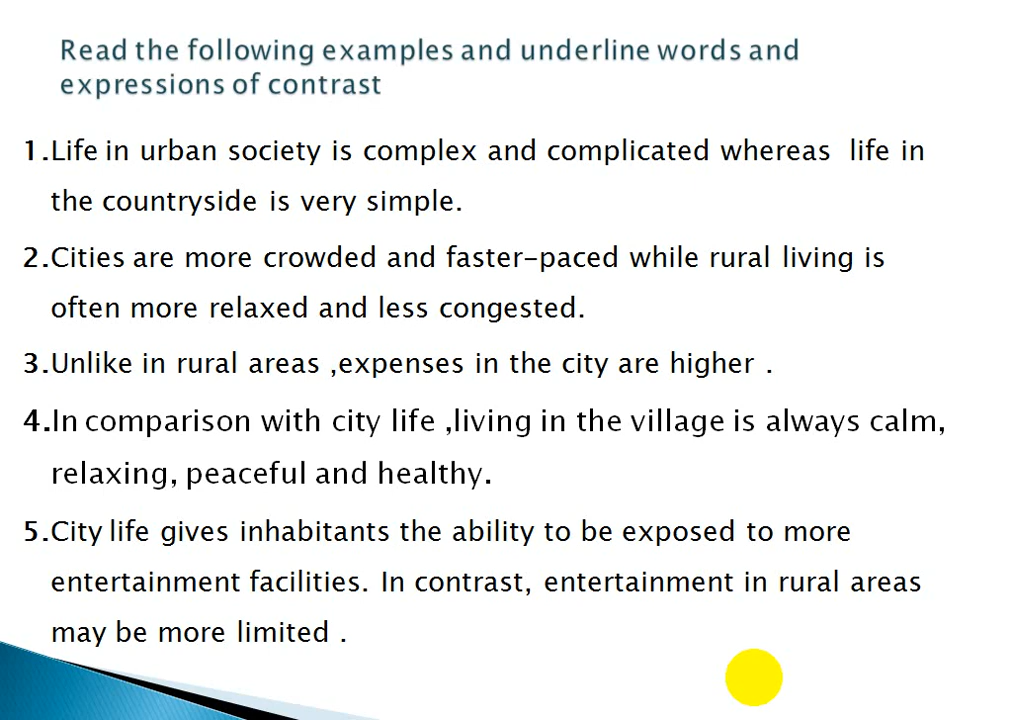 Read the following examples and underline words and
expressions of contrast
1.Life in urban society is complex and complicated whereas life in
the countryside is very simple.
2.Cities are more crowded and faster-paced while rural living is
often more relaxed and less congested.
3.Unlike in rural areas ,expenses in the city are higher .
4.In comparison with city life ,living in the village is always calm,
relaxing, peaceful and healthy.
5.City life gives inhabitants the ability to be exposed to more
entertainment facilities. In contrast, entertainment in rural areas
may be more limited .